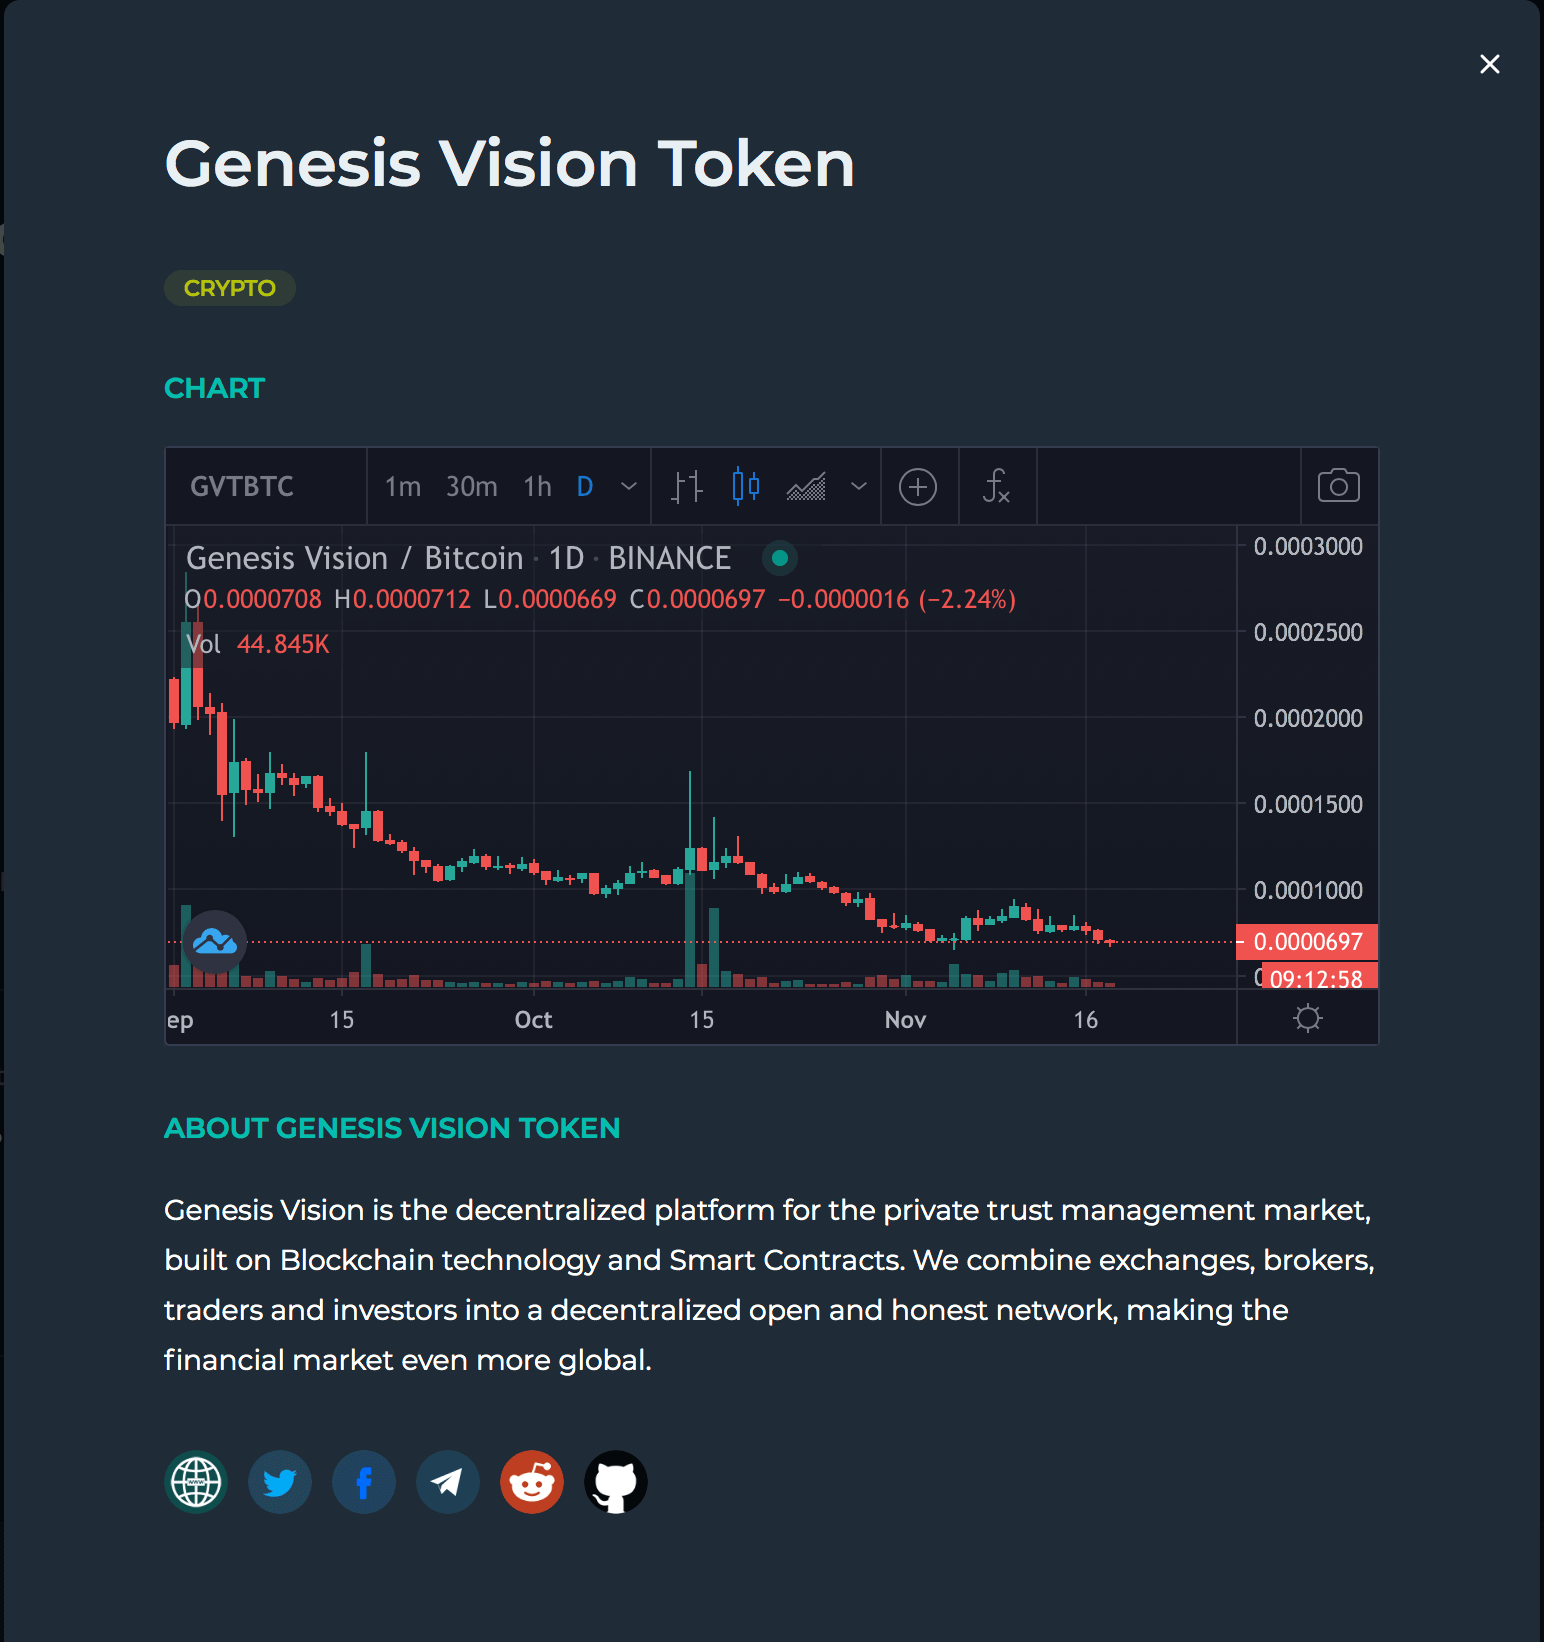 Genesis Vision Token
CRYPTO
CHART
GVTBTC 1m 30m 1h D
Genesis Vision / Bitcoin · 1D · BINANCE
O0.0000708 H0.0000712 L0.0000669 C0.0000697 −0.0000016 (−2.24%)
Vol 44.845K
0.0003000
0.0002500
0.0002000
0.0001500
0.0001000
0.0000697
09:12:58
ep 15 Oct 15 Nov 16
ABOUT GENESIS VISION TOKEN
Genesis Vision is the decentralized platform for the private trust management market,
built on Blockchain technology and Smart Contracts. We combine exchanges, brokers,
traders and investors into a decentralized open and honest network, making the
financial market even more global.